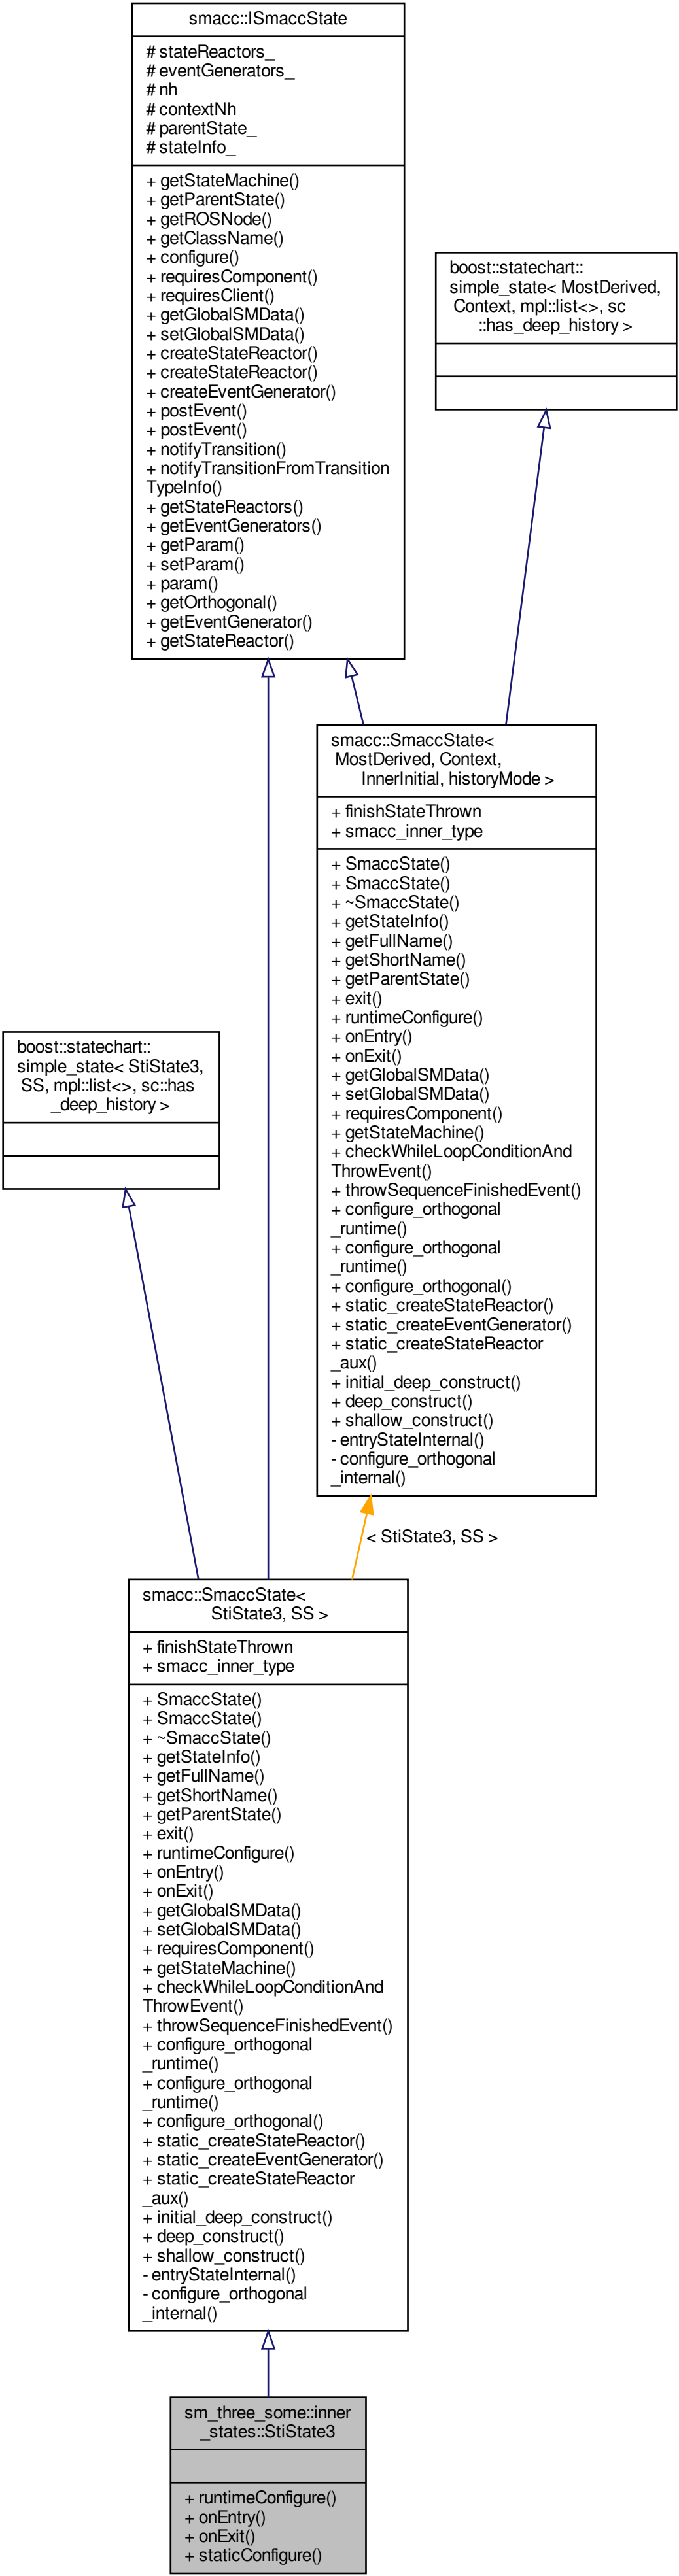 smacc::ISmaccState
# stateReactors_
# eventGenerators_
# nh
# contextNh
# parentState_
# stateInfo_
+ getStateMachine()
+ getParentState()
+ getROSNode()
+ getClassName()
+ configure()
+ requiresComponent()
+ requiresClient()
+ getGlobalSMData()
+ setGlobalSMData()
+ createStateReactor()
+ createStateReactor()
+ createEventGenerator()
+ postEvent()
+ postEvent()
+ notifyTransition()
+ notifyTransitionFromTransition
TypeInfo()
+ getStateReactors()
+ getEventGenerators()
+ getParam()
+ setParam()
+ param()
+ getOrthogonal()
+ getEventGenerator()
+ getStateReactor()
boost::statechart::
simple_state< MostDerived,
Context, mpl::list<>, sc
::has_deep_history >
smacc::SmaccState<
MostDerived, Context,
InnerInitial, historyMode >
+ finishStateThrown
+ smacc_inner_type
+ SmaccState()
+ SmaccState()
+ ~SmaccState()
+ getStateInfo()
+ getFullName()
+ getShortName()
+ getParentState()
+ exit()
+ runtimeConfigure()
+ onEntry()
+ onExit()
+ getGlobalSMData()
+ setGlobalSMData()
+ requiresComponent()
+ getStateMachine()
+ checkWhileLoopConditionAnd
ThrowEvent()
+ throwSequenceFinishedEvent()
+ configure_orthogonal
_runtime()
+ configure_orthogonal
_runtime()
+ configure_orthogonal()
+ static_createStateReactor()
+ static_createEventGenerator()
+ static_createStateReactor
_aux()
+ initial_deep_construct()
+ deep_construct()
+ shallow_construct()
- entryStateInternal()
- configure_orthogonal
_internal()
boost::statechart::
simple_state< StiState3,
SS, mpl::list<>, sc::has
_deep_history >
< StiState3, SS >
smacc::SmaccState<
StiState3, SS >
+ finishStateThrown
+ smacc_inner_type
+ SmaccState()
+ SmaccState()
+ ~SmaccState()
+ getStateInfo()
+ getFullName()
+ getShortName()
+ getParentState()
+ exit()
+ runtimeConfigure()
+ onEntry()
+ onExit()
+ getGlobalSMData()
+ setGlobalSMData()
+ requiresComponent()
+ getStateMachine()
+ checkWhileLoopConditionAnd
ThrowEvent()
+ throwSequenceFinishedEvent()
+ configure_orthogonal
_runtime()
+ configure_orthogonal
_runtime()
+ configure_orthogonal()
+ static_createStateReactor()
+ static_createEventGenerator()
+ static_createStateReactor
_aux()
+ initial_deep_construct()
+ deep_construct()
+ shallow_construct()
- entryStateInternal()
- configure_orthogonal
_internal()
sm_three_some::inner
_states::StiState3
+ runtimeConfigure()
+ onEntry()
+ onExit()
+ staticConfigure()